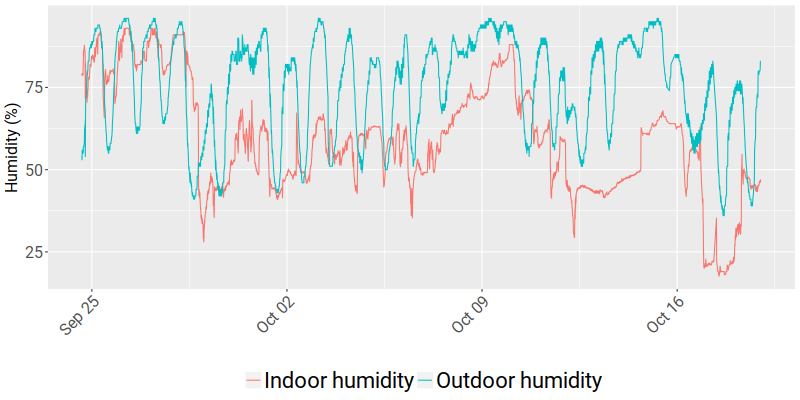 Humidity (%)
75
50
25
Sep 25
Oct 02
Oct 09
Oct 16
Indoor humidity
Outdoor humidity